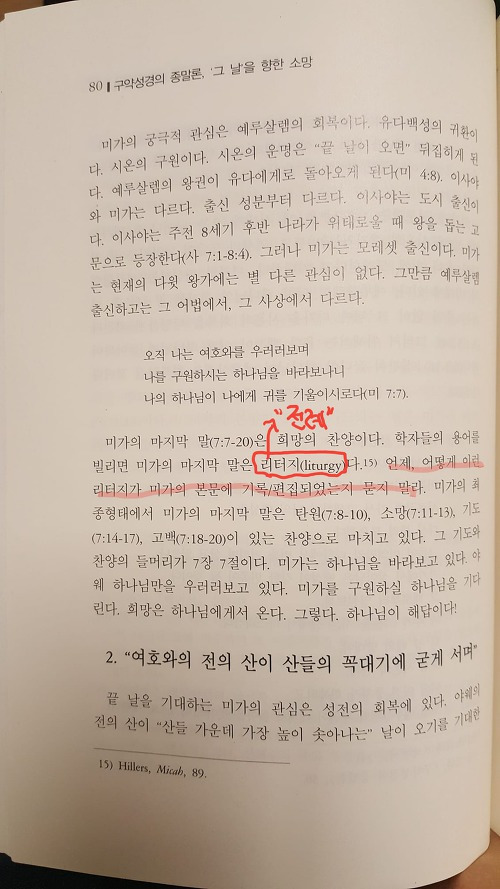 80 ❙ 구약성경의 종말론, '그 날'을 향한 소망
미가의 궁극적 관심은 예루살렘의 회복이다. 유다백성의 귀환이
다. 시온의 구원이다. 시온의 운명은 "끝 날이 오면" 뒤집히게 된
다. 예루살렘의 왕권이 유다에게로 돌아오게 된다(미 4:8). 이사야
와 미가는 다르다. 출신 성분부터 다르다. 이사야는 도시 출신이
다. 이사야는 주전 8세기 후반 나라가 위태로울 때 왕을 돕는 고
문으로 등장한다(사 7:1-8:4). 그러나 미가는 모레셋 출신이다. 미가
는 현재의 다윗 왕가에는 별 다른 관심이 없다. 그만큼 예루살렘
출신하고는 그 어법에서, 그 사상에서 다르다.
오직 나는 여호와를 우러러보며
나를 구원하시는 하나님을 바라보나니
나의 하나님이 나에게 귀를 기울이시로다(미 7:7).
"전례"
미가의 마지막 말(7:7-20)은 희망의 찬양이다. 학자들의 용어를
빌리면 미가의 마지막 말은 리터지(liturgy)다.15) 언제, 어떻게 이런
리터지가 미가의 본문에 기록/편집되었는지 묻지 말라. 미가의 최
종형태에서 미가의 마지막 말은 탄원(7:8-10), 소망(7:11-13), 기도
(7:14-17), 고백(7:18-20)이 있는 찬양으로 마치고 있다. 그 기도와
찬양의 들머리가 7장 7절이다. 미가는 하나님을 바라보고 있다. 야
웨 하나님만을 우러러보고 있다. 미가를 구원하실 하나님을 기다
린다. 희망은 하나님에게서 온다. 그렇다. 하나님이 해답이다!
2. "여호와의 전의 산이 산들의 꼭대기에 굳게 서며"
끝 날을 기대하는 미가의 관심은 성전의 회복에 있다. 야웨의
전의 산이 "산들 가운데 가장 높이 솟아나는" 날이 오기를 기대한
15) Hillers, Micah, 89.